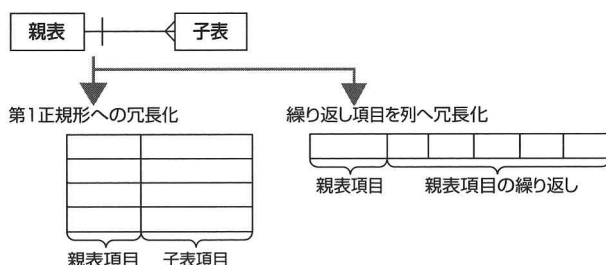 親表
子表
第1正規形への冗長化
繰り返し項目を列へ冗長化
親表項目
親表項目の繰り返し
親表項目
子表項目